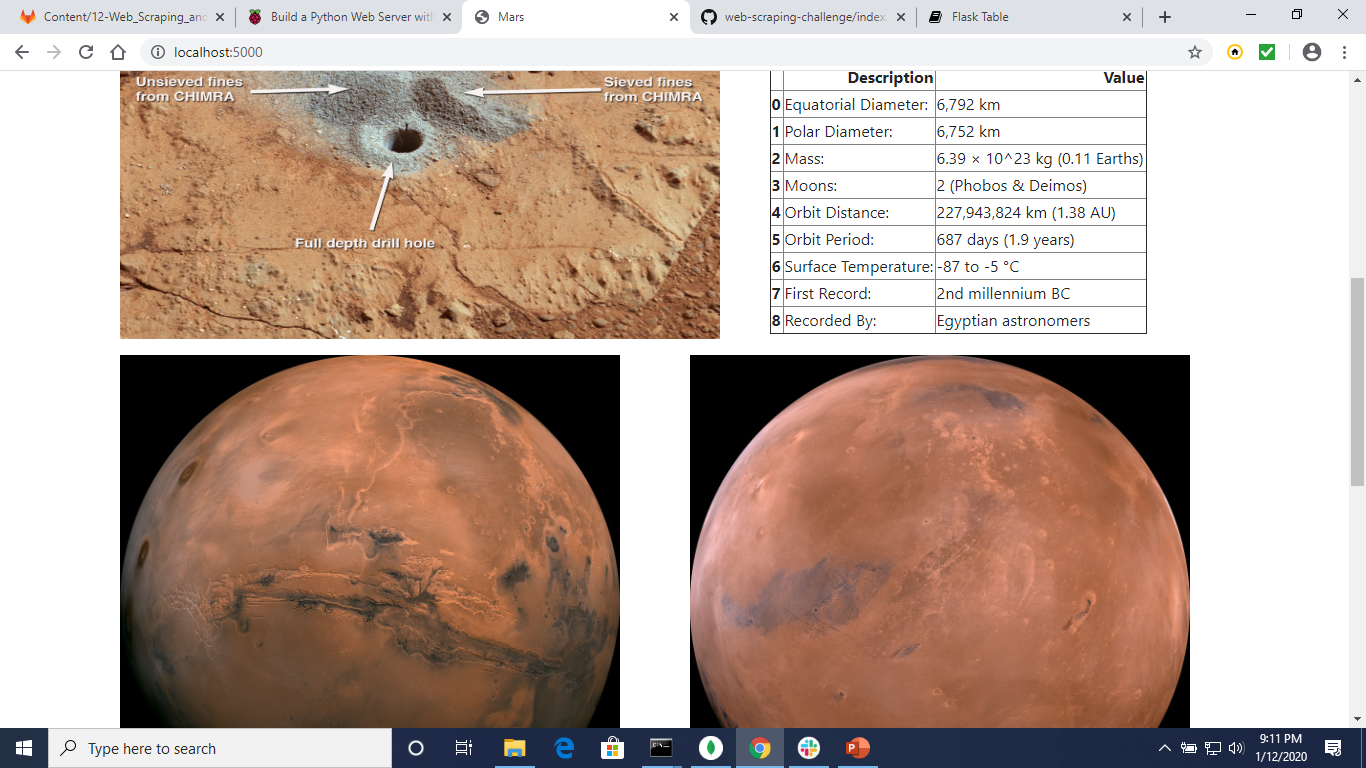 Content/12-Web_Scraping_and
Build a Python Web Server with
Mars
web-scraping-challenge/index.
Flask Table
localhost:5000
Unsieved fines
from CHIMRA
Sieved fines
from CHIMRA
Full depth drill hole
Description Value
0 Equatorial Diameter: 6,792 km
1 Polar Diameter: 6,752 km
2 Mass: 6.39 × 10^23 kg (0.11 Earths)
3 Moons: 2 (Phobos & Deimos)
4 Orbit Distance: 227,943,824 km (1.38 AU)
5 Orbit Period: 687 days (1.9 years)
6 Surface Temperature: -87 to -5 °C
7 First Record: 2nd millennium BC
8 Recorded By: Egyptian astronomers
Type here to search
9:11 PM
1/12/2020